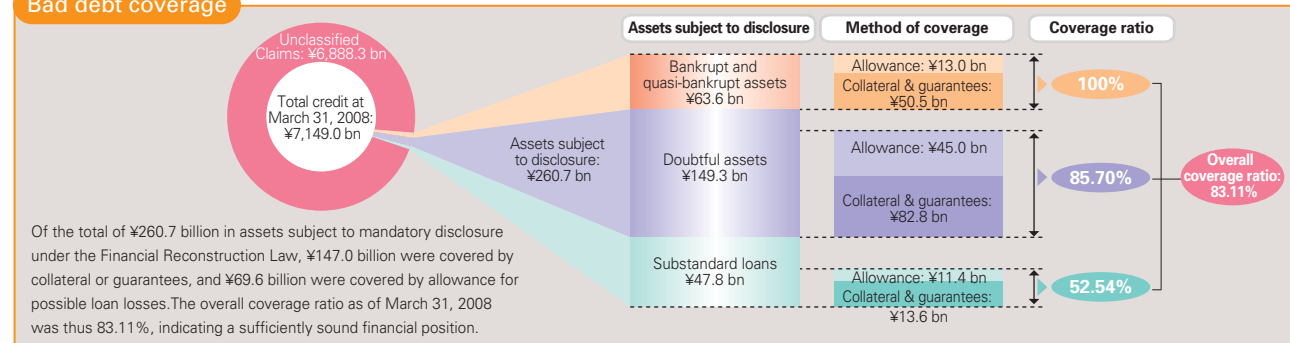 Bad debt coverage
Unclassified
Claims: ¥6,888.3 bn
Total credit at
March 31, 2008:
¥7,149.0 bn
Assets subject
to disclosure:
¥260.7 bn
Assets subject to disclosure
Bankrupt and
quasi-bankrupt assets
¥63.6 bn
Doubtful assets
¥149.3 bn
Substandard loans
¥47.8 bn
Method of coverage
Allowance: ¥13.0 bn
Collateral & guarantees:
¥50.5 bn
Allowance: ¥45.0 bn
Collateral & guarantees:
¥82.8 bn
Allowance: ¥11.4 bn
Collateral & guarantees:
¥13.6 bn
Coverage ratio
100%
85.70%
52.54%
Overall
coverage ratio:
83.11%
Of the total of ¥260.7 billion in assets subject to mandatory disclosure
under the Financial Reconstruction Law, ¥147.0 billion were covered by
collateral or guarantees, and ¥69.6 billion were covered by allowance for
possible loan losses.The overall coverage ratio as of March 31, 2008
was thus 83.11%, indicating a sufficiently sound financial position.